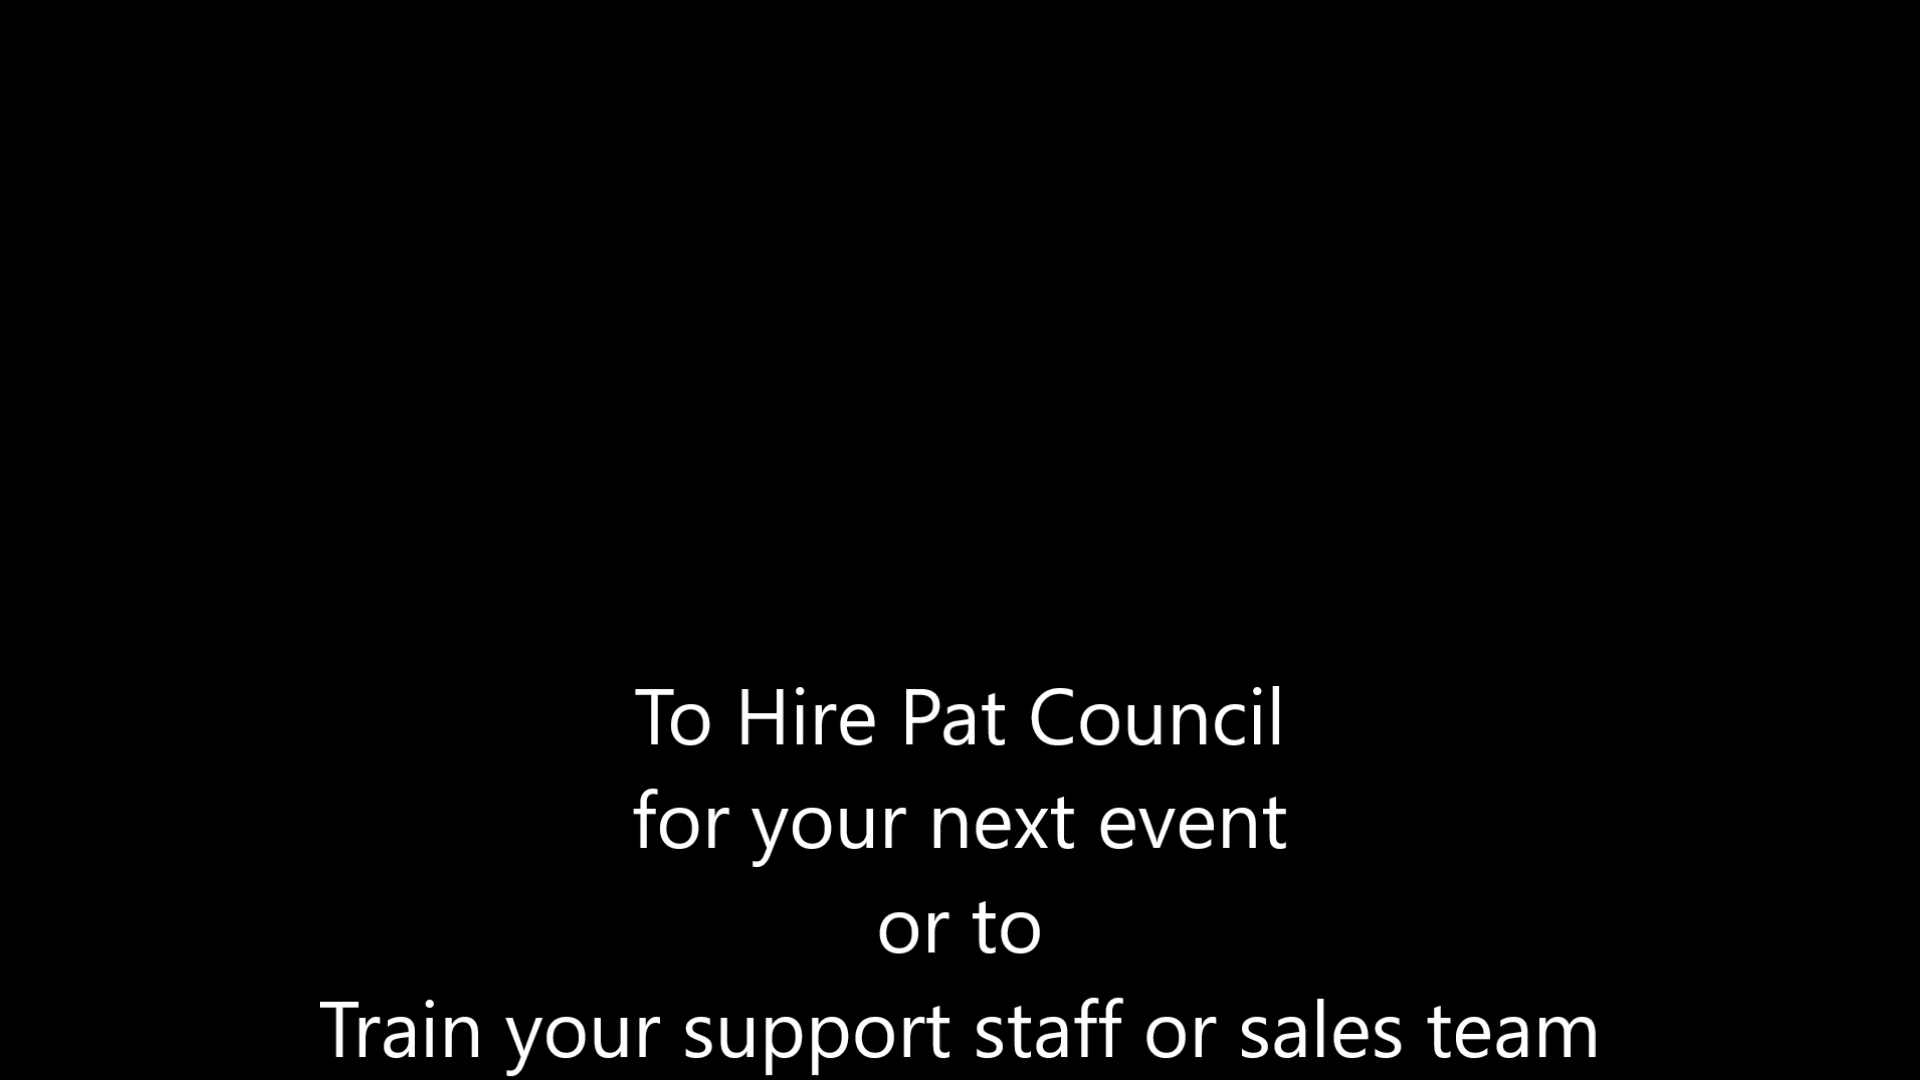 To Hire Pat Council
for your next event
or to
Train your support staff or sales team